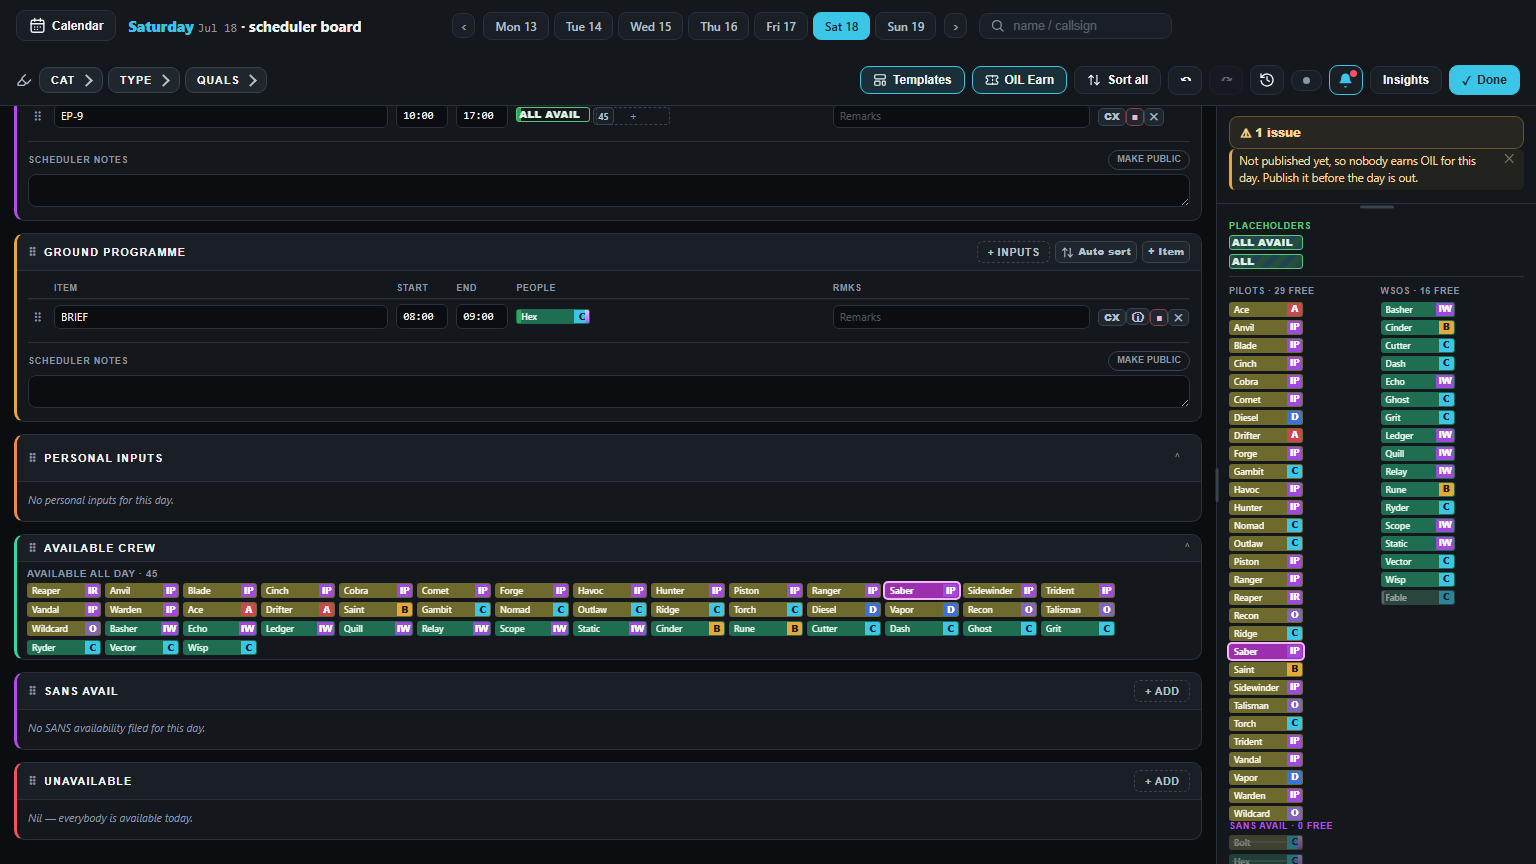 Calendar
Saturday Jul 18 · scheduler board
‹ Mon 13 Tue 14 Wed 15 Thu 16 Fri 17 Sat 18 Sun 19 ›
name / callsign
CAT TYPE QUALS
Templates OIL Earn Sort all Insights ✓ Done
EP-9 10:00 17:00 ALL AVAIL 45 + Remarks CX
SCHEDULER NOTES MAKE PUBLIC
GROUND PROGRAMME + INPUTS Auto sort + Item
ITEM START END PEOPLE RMKS
BRIEF 08:00 09:00 Hex C Remarks CX
SCHEDULER NOTES MAKE PUBLIC
PERSONAL INPUTS
No personal inputs for this day.
AVAILABLE CREW
AVAILABLE ALL DAY · 45
Reaper IR Anvil IP Blade IP Cinch IP Cobra IP Comet IP Forge IP Havoc IP Hunter IP Piston IP Ranger IP Saber IP Sidewinder IP Trident IP
Vandal IP Warden IP Ace A Drifter A Saint B Gambit C Nomad C Outlaw C Ridge C Torch C Diesel D Vapor D Recon O Talisman O
Wildcard O Basher IW Echo IW Ledger IW Quill IW Relay IW Scope IW Static IW Cinder B Rune B Cutter C Dash C Ghost C Grit C
Ryder C Vector C Wisp C
SANS AVAIL + ADD
No SANS availability filed for this day.
UNAVAILABLE + ADD
Nil — everybody is available today.
⚠ 1 issue
Not published yet, so nobody earns OIL for this
day. Publish it before the day is out.
PLACEHOLDERS
ALL AVAIL
ALL
PILOTS · 29 FREE
Ace A
Anvil IP
Blade IP
Cinch IP
Cobra IP
Comet IP
Diesel D
Drifter A
Forge IP
Gambit C
Havoc IP
Hunter IP
Nomad C
Outlaw C
Piston IP
Ranger IP
Reaper IR
Recon O
Ridge C
Saber IP
Saint B
Sidewinder IP
Talisman O
Torch C
Trident IP
Vandal IP
Vapor D
Warden IP
Wildcard O
WSOS · 16 FREE
Basher IW
Cinder B
Cutter C
Dash C
Echo IW
Ghost C
Grit C
Ledger IW
Quill IW
Relay IW
Rune B
Ryder C
Scope IW
Static IW
Vector C
Wisp C
Fable C
SANS AVAIL · 0 FREE
Bolt C
Hex C